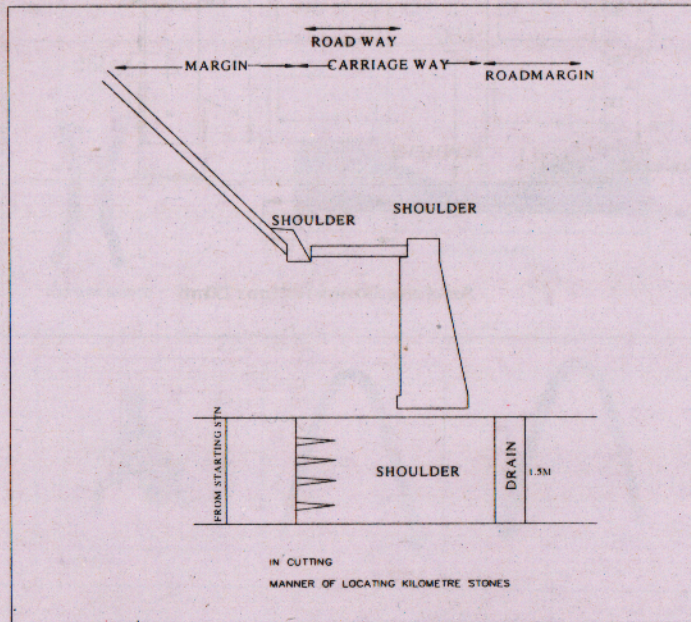 ROAD WAY
MARGIN CARRIAGE WAY ROADMARGIN
SHOULDER SHOULDER
FROM STARTING STN
SHOULDER
DRAIN
1.5M
IN CUTTING
MANNER OF LOCATING KILOMETRE STONES